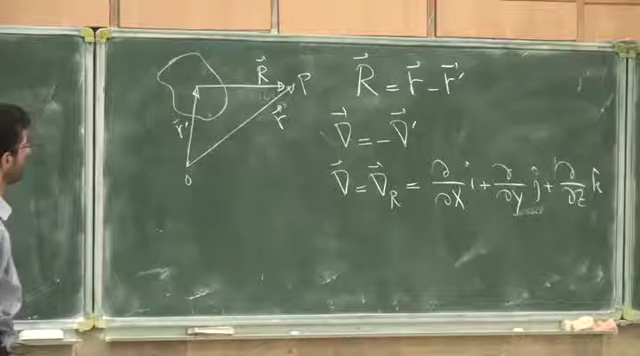 R⃗ = r⃗ - r⃗'
∇⃗ = -∇⃗'
∇⃗ = ∇⃗_R = ∂/∂X î + ∂/∂y ĵ + ∂/∂z k̂
R⃗
P
r⃗
r⃗'
O